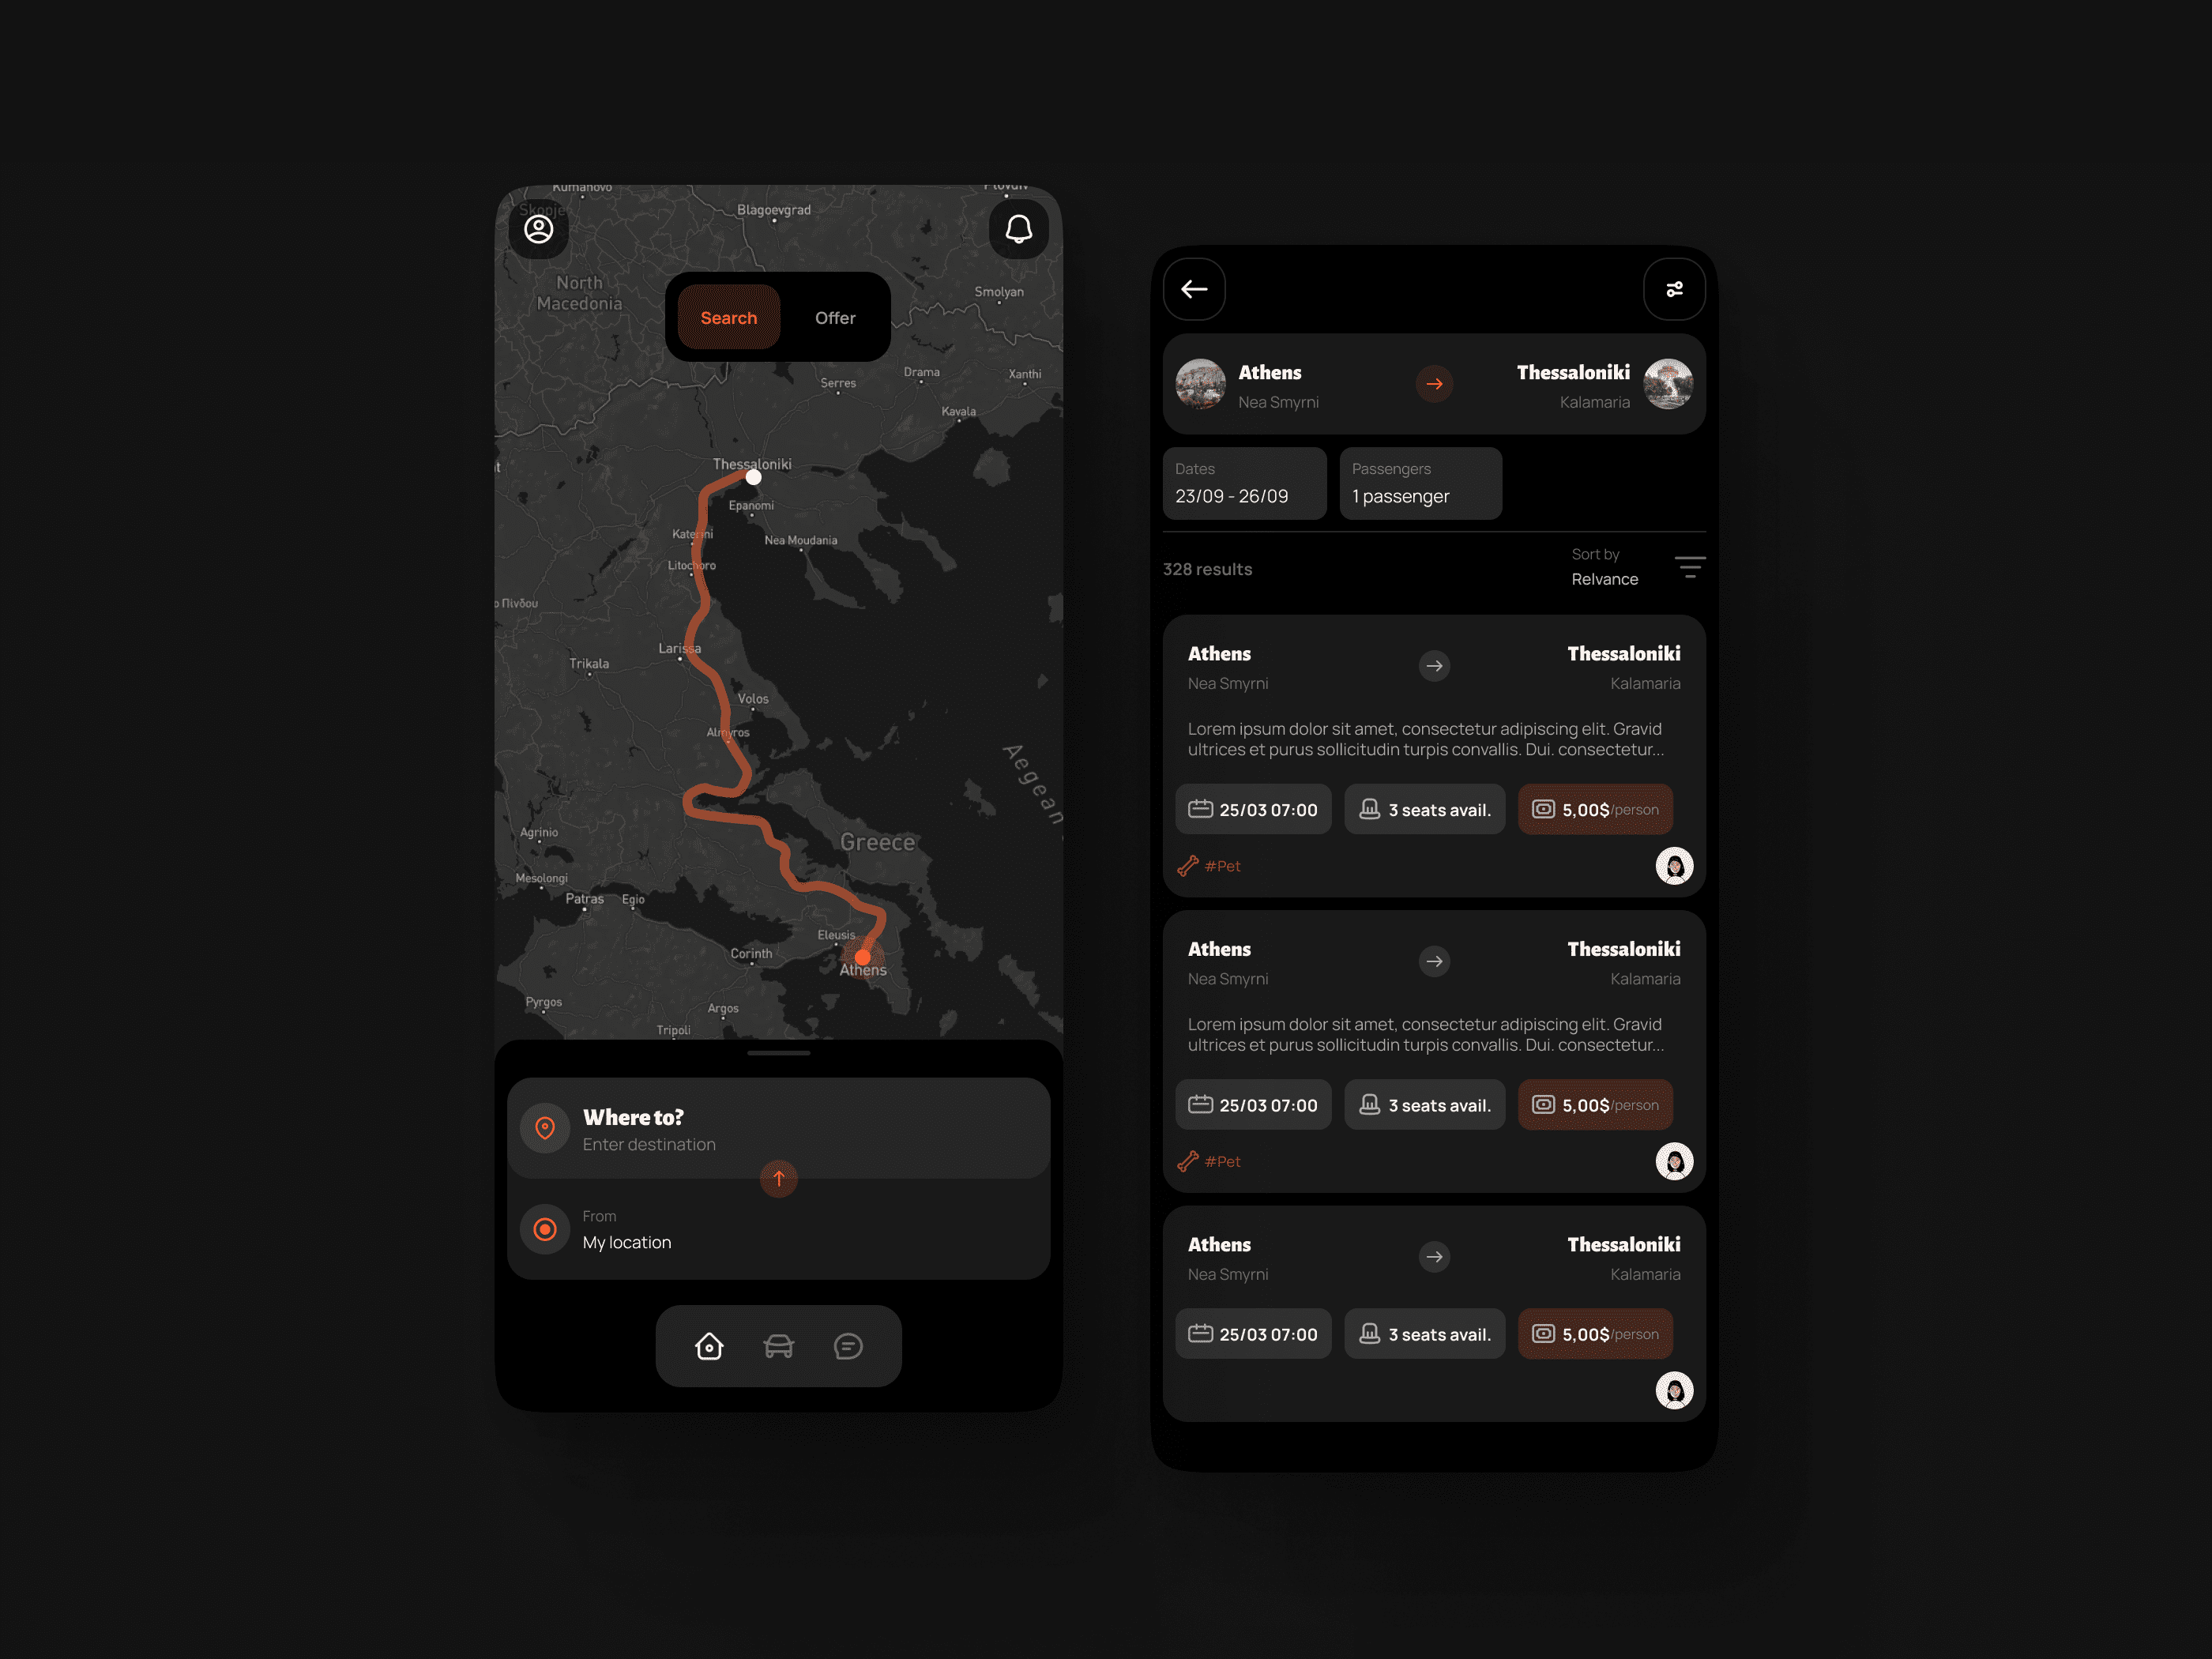 Kumanovo
Plovdiv
Skopje
Blagoevgrad
North
Macedonia
Smolyan
Search
Offer
Serres
Drama
Xanthi
Kavala
Thessaloniki
Epanomi
Katerini
Nea Moudania
Litochoro
ο Πίνδου
Larissa
Trikala
Volos
Almyros
Aegean
Agrinio
Greece
Mesolongi
Patras
Egio
Eleusis
Corinth
Athens
Pyrgos
Argos
Tripoli
Where to?
Enter destination
From
My location
Athens
Nea Smyrni
Thessaloniki
Kalamaria
Dates
23/09 - 26/09
Passengers
1 passenger
328 results
Sort by
Relvance
Athens
Nea Smyrni
Thessaloniki
Kalamaria
Lorem ipsum dolor sit amet, consectetur adipiscing elit. Gravid
ultrices et purus sollicitudin turpis convallis. Dui. consectetur...
25/03 07:00
3 seats avail.
5,00$/person
#Pet
Athens
Nea Smyrni
Thessaloniki
Kalamaria
Lorem ipsum dolor sit amet, consectetur adipiscing elit. Gravid
ultrices et purus sollicitudin turpis convallis. Dui. consectetur...
25/03 07:00
3 seats avail.
5,00$/person
#Pet
Athens
Nea Smyrni
Thessaloniki
Kalamaria
25/03 07:00
3 seats avail.
5,00$/person